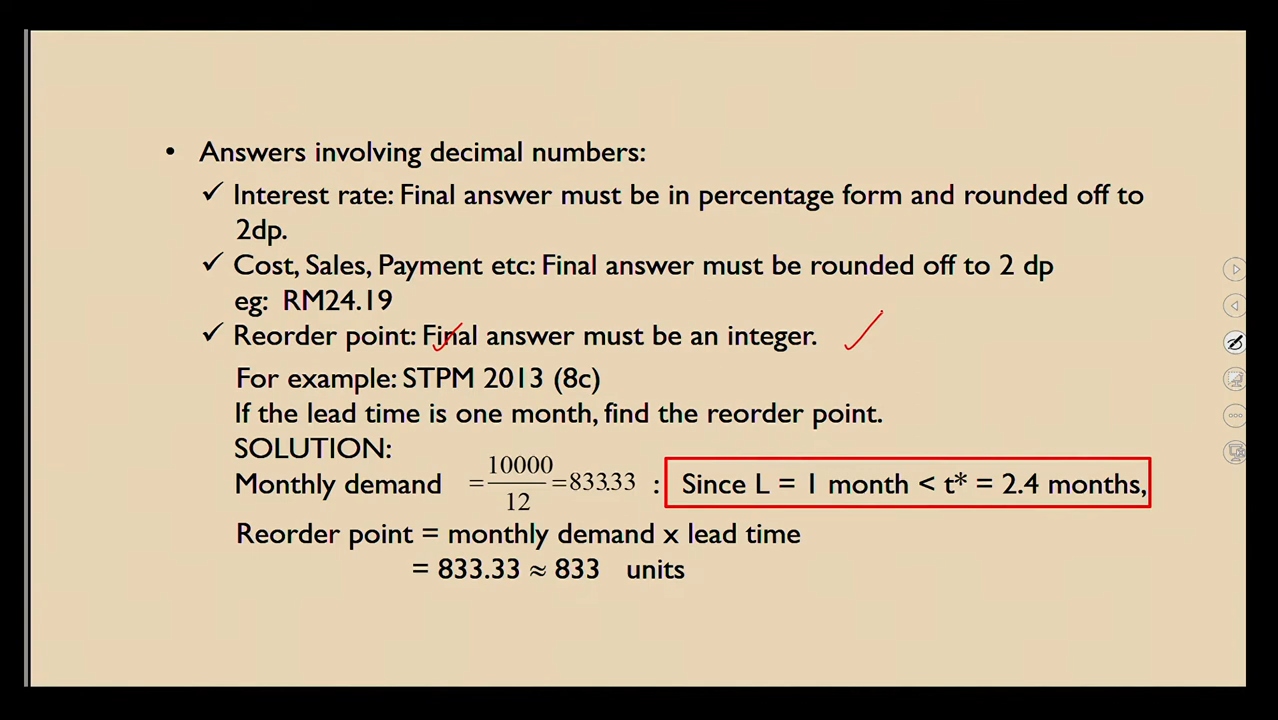 • Answers involving decimal numbers:
✓ Interest rate: Final answer must be in percentage form and rounded off to
2dp.
✓ Cost, Sales, Payment etc: Final answer must be rounded off to 2 dp
eg: RM24.19
✓ Reorder point: Final answer must be an integer.
For example: STPM 2013 (8c)
If the lead time is one month, find the reorder point.
SOLUTION:
Monthly demand = 10000/12 = 833.33 : Since L = 1 month < t* = 2.4 months,
Reorder point = monthly demand x lead time
= 833.33 ≈ 833 units